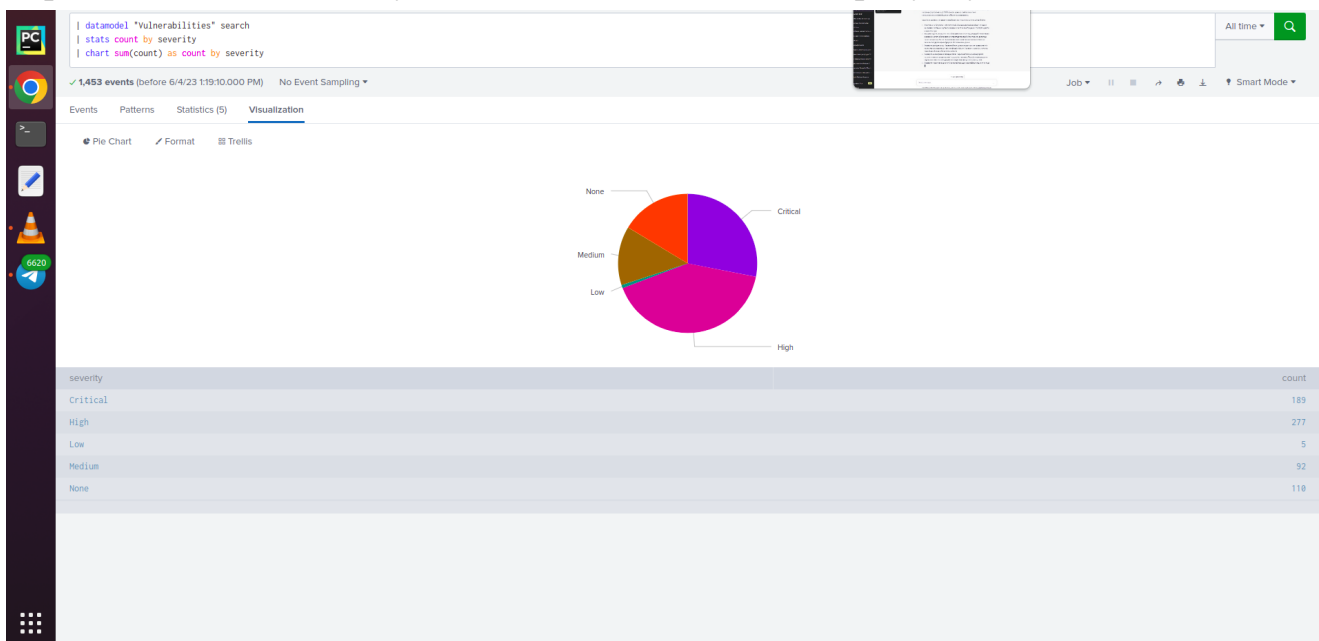 | datamodel "Vulnerabilities" search
| stats count by severity
| chart sum(count) as count by severity
All time
1,453 events (before 6/4/23 1:19:10.000 PM) No Event Sampling
Job
Smart Mode
Events Patterns Statistics (5) Visualization
Pie Chart Format Trellis
None
Critical
Medium
Low
High
severity count
Critical 189
High 277
Low 5
Medium 92
None 110
PC
>_
6620